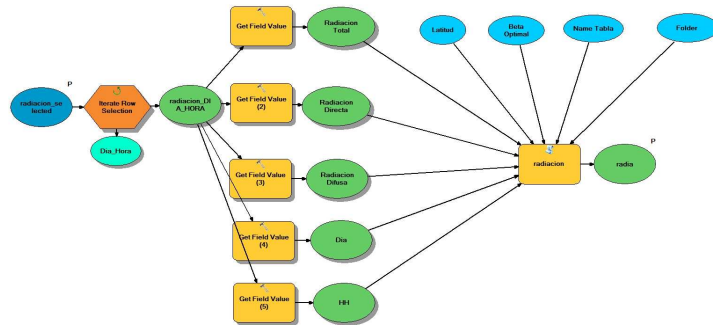 Get Field Value
Radiacion
Total
Latitud
Beta
Optimal
Name Tabla
Folder
P
radiacion_se
lected
Iterate Row
Selection
radiacion_DI
A_HORA
Get Field Value
(2)
Radiacion
Directa
Dia_Hora
Get Field Value
(3)
Radiacion
Difusa
radiacion
radia
P
Get Field Value
(4)
Dia
Get Field Value
(5)
HH